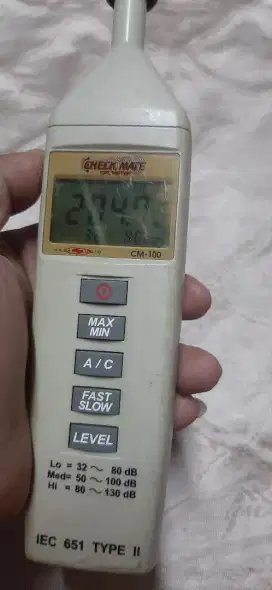 CHECK MATE
CM-100
MAX
MIN
A / C
FAST
SLOW
LEVEL
Lo = 32 ~ 80 dB
Med= 50 ~ 100 dB
Hi = 80 ~ 130 dB
IEC 651 TYPE II